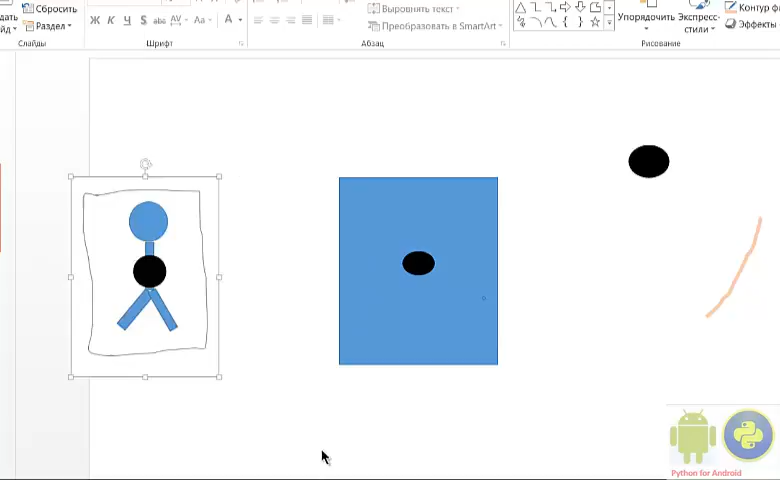 Сбросить
Выровнять текст
дать
йд
Раздел
Преобразовать в SmartArt
Упорядочить
Экспресс-
стили
Контур ф
Эффекты
Ж К Ч S abc AV Aa A
Слайды
Шрифт
Абзац
Рисование
Python for Android